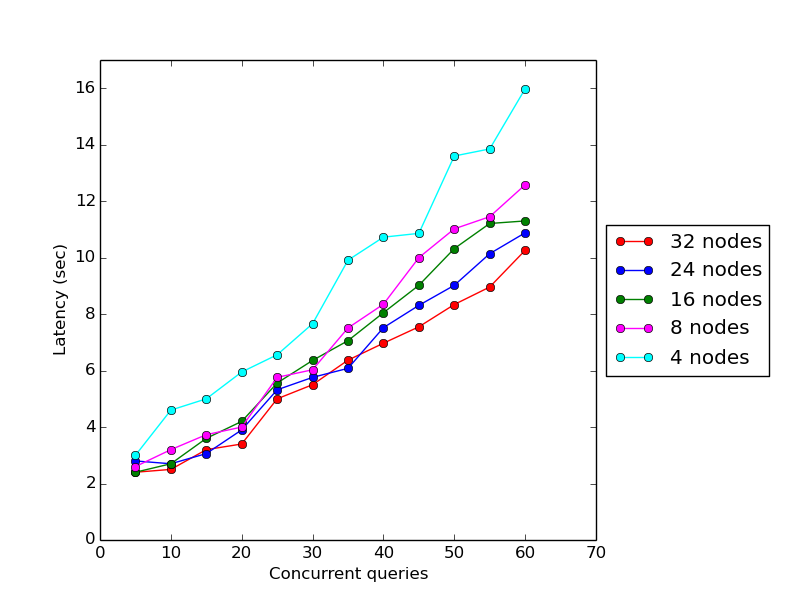 16
14
12
10
8
6
4
2
0
Latency (sec)
0 10 20 30 40 50 60 70
Concurrent queries
32 nodes
24 nodes
16 nodes
8 nodes
4 nodes